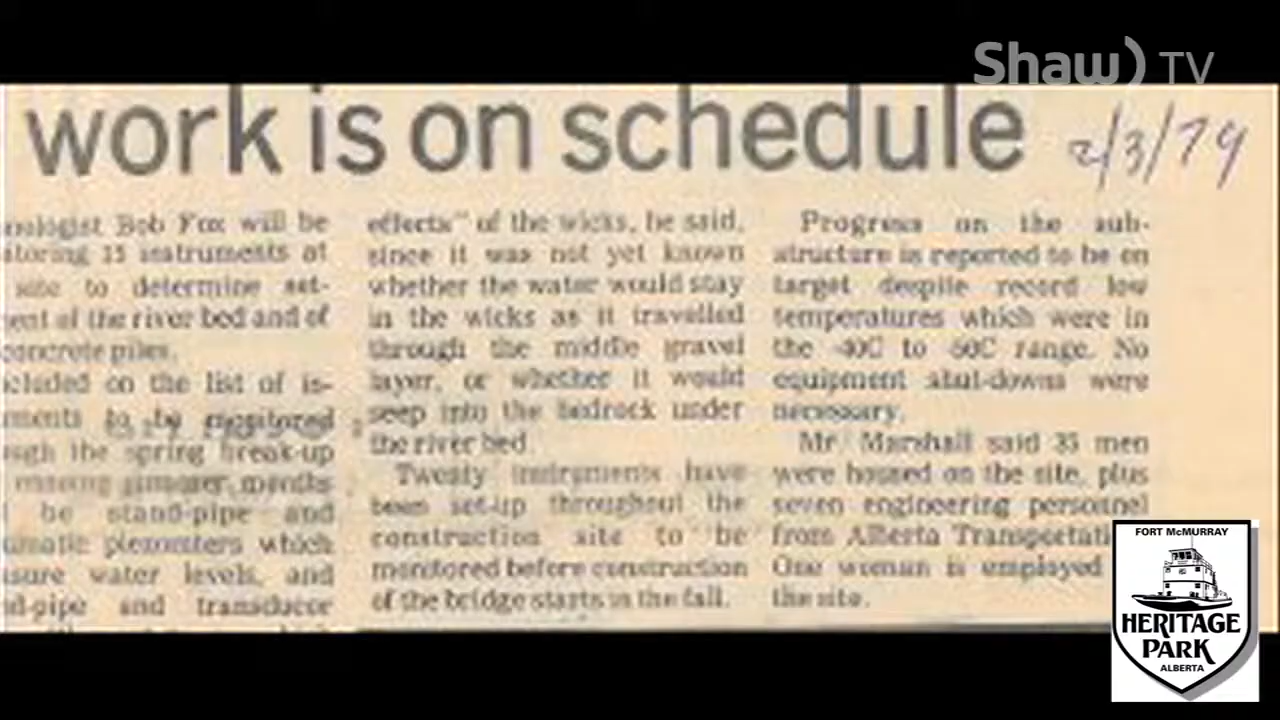 Shaw) TV
work is on schedule 2/3/79
ologist Bob Fox will be
toring 15 instruments at
site to determine set-
ent of the river bed and of
concrete piles.
cluded on the list of is-
ments to be monitored
ugh the spring break-up
months
l be stand-pipe and
umatic piezomters which
asure water levels, and
nd-pipe and transducer
effects" of the wicks, he said,
since it was not yet known
whether the water would stay
in the wicks as it travelled
through the middle gravel
layer, or whether it would
seep into the bedrock under
the river bed.
Twenty instruments have
been set-up throughout the
construction site to be
monitored before construction
of the bridge starts in the fall.
Progress on the sub-
structure is reported to be on
target despite record low
temperatures which were in
the -40C to -50C range. No
equipment shut-downs were
necessary.
Mr. Marshall said 35 men
were housed on the site, plus
seven engineering personnel
from Alberta Transportati
One woman is employed
the site.
FORT McMURRAY
HERITAGE
PARK
ALBERTA